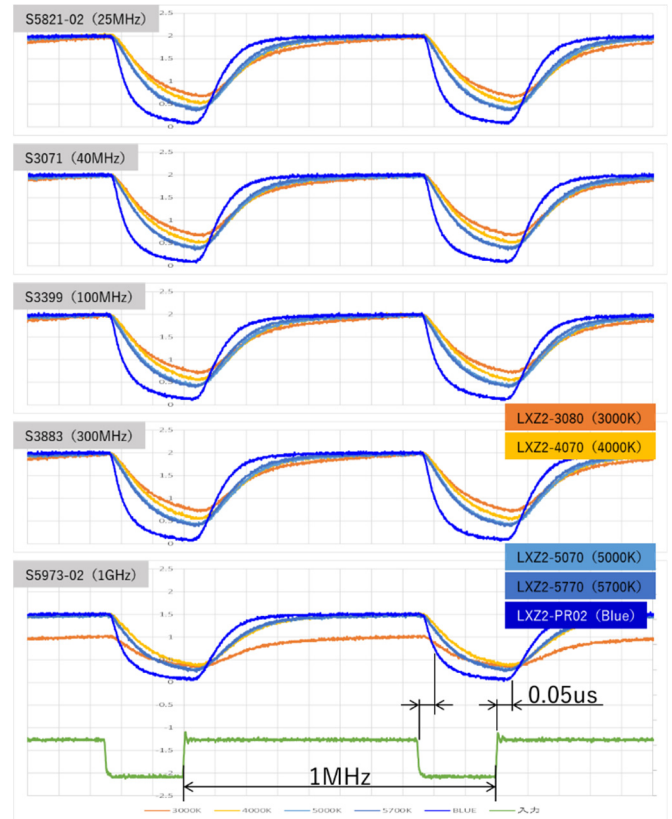 S5821-02（25MHz）
2.5
2
1.5
1
0.5
0
S3071（40MHz）
2.5
2
1.5
1
0.5
0
S3399（100MHz）
2.5
2
1.5
1
0.5
0
LXZ2-3080（3000K）
LXZ2-4070（4000K）
S3883（300MHz）
2.5
2
1.5
1
0.5
0
LXZ2-5070（5000K）
LXZ2-5770（5700K）
LXZ2-PR02（Blue）
S5973-02（1GHz）
2.5
2
1.5
1
0.5
0
-0.5
-1
-1.5
-2
-2.5
0.05us
1MHz
3000K 4000K 5000K 5700K BLUE 入力